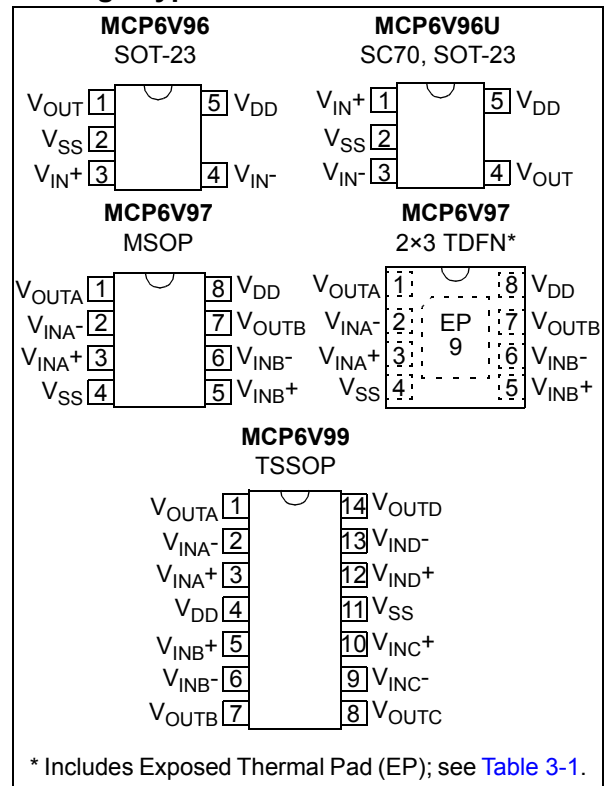 MCP6V96
SOT-23
VOUT 1 5 VDD
VSS 2
VIN+ 3 4 VIN-
MCP6V96U
SC70, SOT-23
VIN+ 1 5 VDD
VSS 2
VIN- 3 4 VOUT
MCP6V97
MSOP
VOUTA 1 8 VDD
VINA- 2 7 VOUTB
VINA+ 3 6 VINB-
VSS 4 5 VINB+
MCP6V97
2×3 TDFN*
VOUTA 1 8 VDD
VINA- 2 EP 7 VOUTB
VINA+ 3 9 6 VINB-
VSS 4 5 VINB+
MCP6V99
TSSOP
VOUTA 1 14 VOUTD
VINA- 2 13 VIND-
VINA+ 3 12 VIND+
VDD 4 11 VSS
VINB+ 5 10 VINC+
VINB- 6 9 VINC-
VOUTB 7 8 VOUTC
* Includes Exposed Thermal Pad (EP); see Table 3-1.